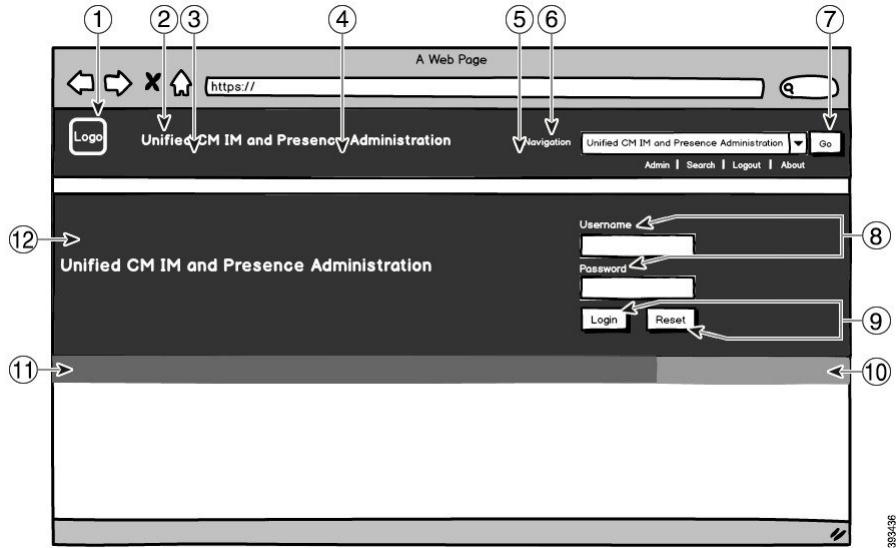 1 2 3 4 5 6 7
A Web Page
https://
Logo
Unified CM IM and Presence Administration
Navigation
Unified CM IM and Presence Administration
Go
Admin | Search | Logout | About
Username
8
12
Unified CM IM and Presence Administration
Password
Login Reset
9
11
10
393436